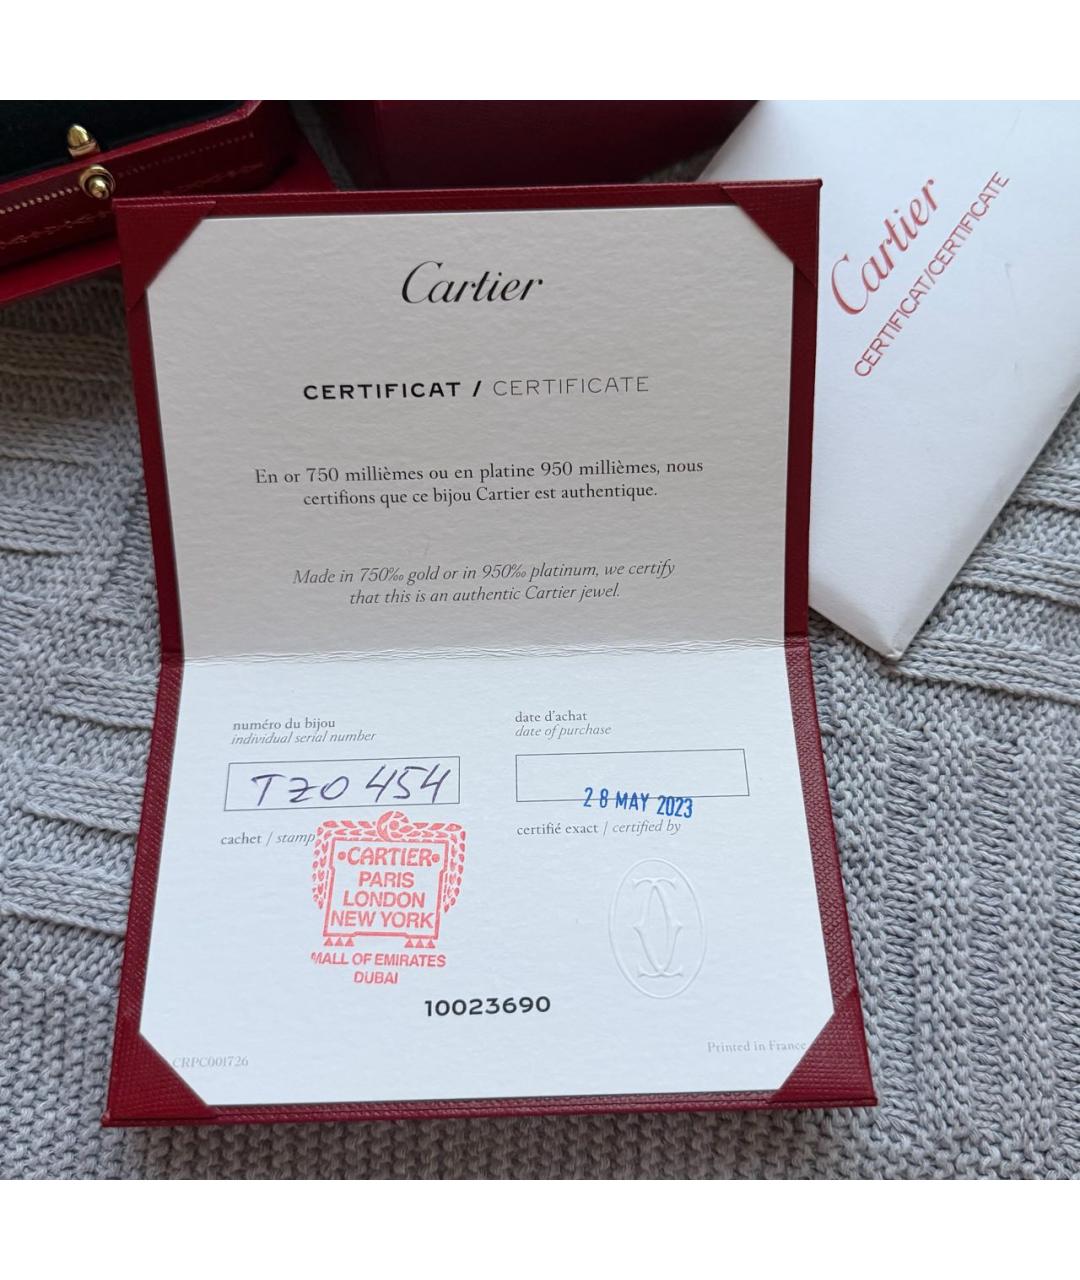 Cartier
CERTIFICAT/CERTIFICATE
Cartier
CERTIFICAT / CERTIFICATE
En or 750 millièmes ou en platine 950 millièmes, nous
certifions que ce bijou Cartier est authentique.
Made in 750‰ gold or in 950‰ platinum, we certify
that this is an authentic Cartier jewel.
numéro du bijou
individual serial number
TZO 454
date d'achat
date of purchase
28 MAY 2023
cachet / stamp
certifié exact / certified by
•CARTIER•
PARIS
LONDON
NEW YORK
MALL OF EMIRATES
DUBAI
10023690
CRPC001726
Printed in France